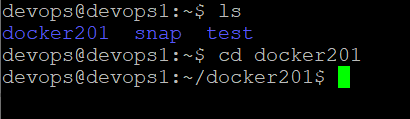 devops@devops1:~$ ls
docker201  snap  test
devops@devops1:~$ cd docker201
devops@devops1:~/docker201$